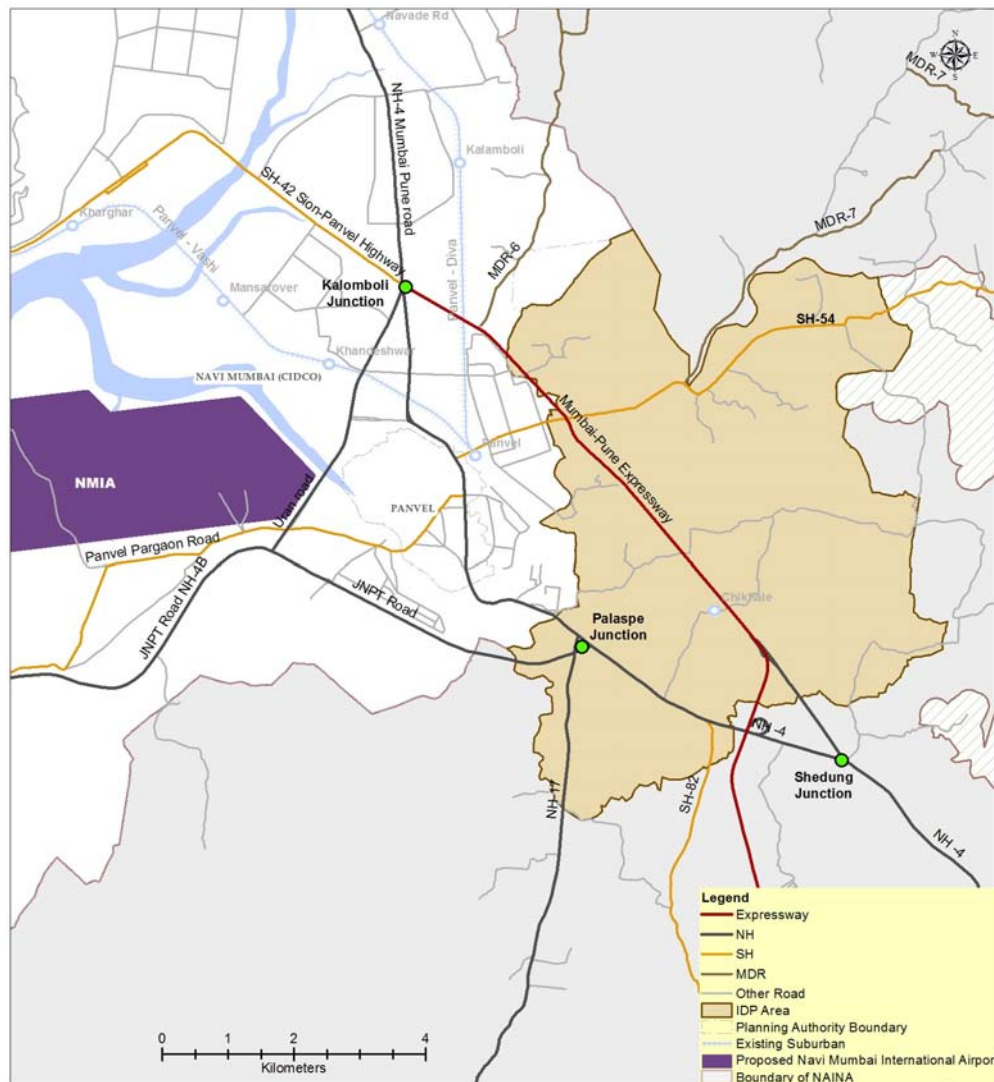 Navade Rd
N
W E
S
MDR-7
NH-4 Mumbai Pune road
Kalamboli
SH-42 Sion-Panvel Highway
Kharghar
Panvel - Vashi
MDR-7
MDR-6
Panvel - Diva
Mansarover
Kalomboli
Junction
SH-54
Khandeshwar
NAVI MUMBAI (CIDCO)
Mumbai-Pune Expressway
Panvel
NMIA
Uran road
PANVEL
Panvel Pargaon Road
JNPT Road NH-4B
JNPT Road
Chikhale
Palaspe
Junction
NH -4
Shedung
Junction
NH-17
SH-82
NH -4
Legend
Expressway
NH
SH
MDR
Other Road
IDP Area
Planning Authority Boundary
Existing Suburban
Proposed Navi Mumbai International Airport
Boundary of NAINA
0 1 2 4
Kilometers